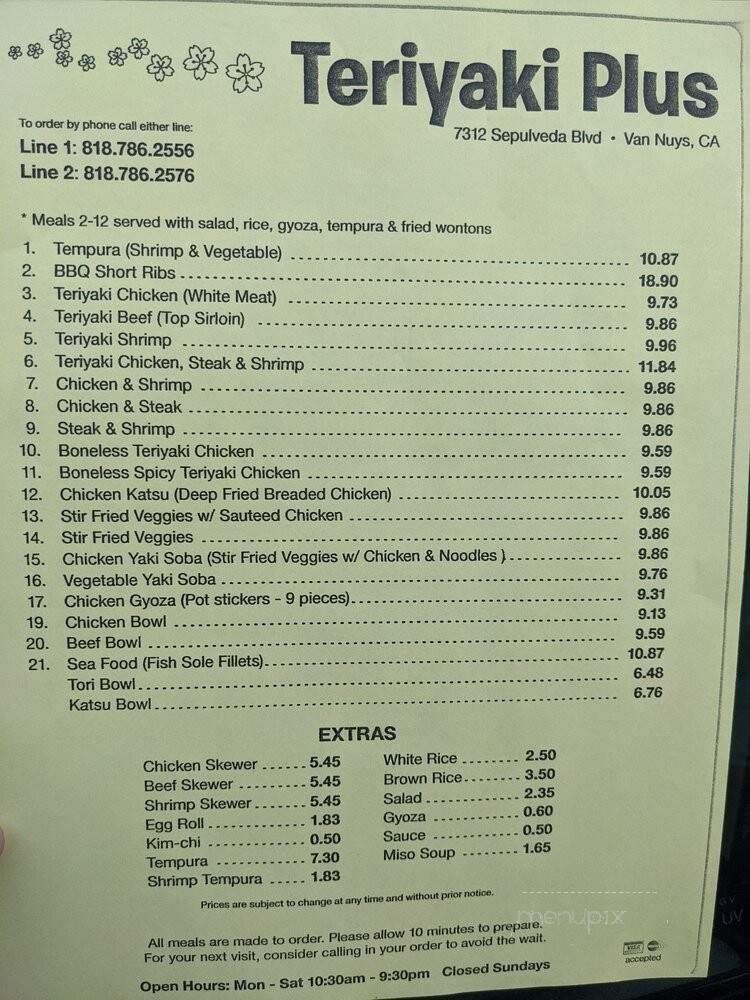 Teriyaki Plus
7312 Sepulveda Blvd • Van Nuys, CA
To order by phone call either line:
Line 1: 818.786.2556
Line 2: 818.786.2576
* Meals 2-12 served with salad, rice, gyoza, tempura & fried wontons
1. Tempura (Shrimp & Vegetable) 10.87
2. BBQ Short Ribs 18.90
3. Teriyaki Chicken (White Meat) 9.73
4. Teriyaki Beef (Top Sirloin) 9.86
5. Teriyaki Shrimp 9.96
6. Teriyaki Chicken, Steak & Shrimp 11.84
7. Chicken & Shrimp 9.86
8. Chicken & Steak 9.86
9. Steak & Shrimp 9.86
10. Boneless Teriyaki Chicken 9.59
11. Boneless Spicy Teriyaki Chicken 9.59
12. Chicken Katsu (Deep Fried Breaded Chicken) 10.05
13. Stir Fried Veggies w/ Sauteed Chicken 9.86
14. Stir Fried Veggies 9.86
15. Chicken Yaki Soba (Stir Fried Veggies w/ Chicken & Noodles ) 9.86
16. Vegetable Yaki Soba 9.76
17. Chicken Gyoza (Pot stickers - 9 pieces) 9.31
19. Chicken Bowl 9.13
20. Beef Bowl 9.59
21. Sea Food (Fish Sole Fillets) 10.87
Tori Bowl 6.48
Katsu Bowl 6.76
EXTRAS
Chicken Skewer 5.45
Beef Skewer 5.45
Shrimp Skewer 5.45
Egg Roll 1.83
Kim-chi 0.50
Tempura 7.30
Shrimp Tempura 1.83
White Rice 2.50
Brown Rice 3.50
Salad 2.35
Gyoza 0.60
Sauce 0.50
Miso Soup 1.65
Prices are subject to change at any time and without prior notice.
menupix
All meals are made to order. Please allow 10 minutes to prepare.
For your next visit, consider calling in your order to avoid the wait.
VISA
accepted
Open Hours: Mon - Sat 10:30am - 9:30pm Closed Sundays